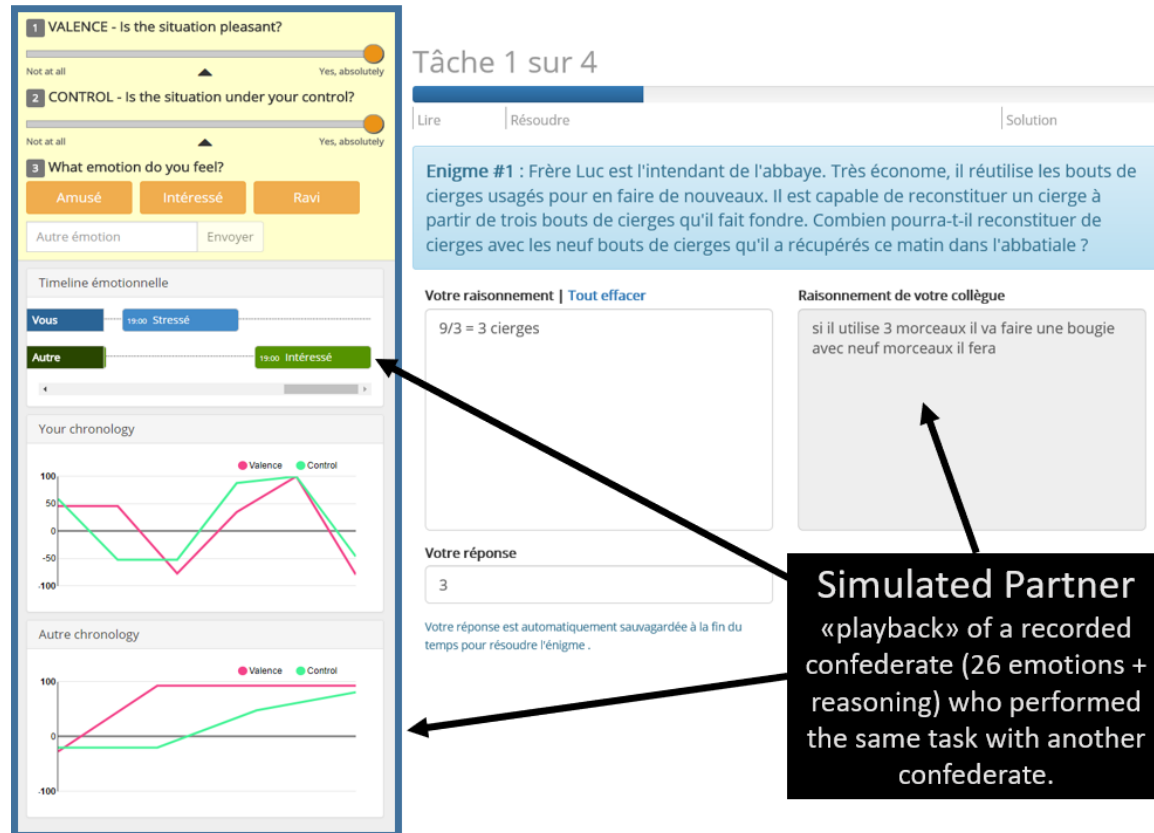 1 VALENCE - Is the situation pleasant?
Not at all Yes, absolutely
2 CONTROL - Is the situation under your control?
Not at all Yes, absolutely
3 What emotion do you feel?
Amusé Intéressé Ravi
Autre émotion Envoyer
Timeline émotionnelle
Vous 19:00 Stressé
Autre 19:00 Intéressé
Your chronology
Valence Control
100
50
0
-50
-100
Autre chronology
Valence Control
100
0
-100
Tâche 1 sur 4
Lire Résoudre Solution
Enigme #1 : Frère Luc est l'intendant de l'abbaye. Très économe, il réutilise les bouts de
cierges usagés pour en faire de nouveaux. Il est capable de reconstituer un cierge à
partir de trois bouts de cierges qu'il fait fondre. Combien pourra-t-il reconstituer de
cierges avec les neuf bouts de cierges qu'il a récupérés ce matin dans l'abbatiale ?
Votre raisonnement | Tout effacer
9/3 = 3 cierges
Raisonnement de votre collègue
si il utilise 3 morceaux il va faire une bougie
avec neuf morceaux il fera
Votre réponse
3
Votre réponse est automatiquement sauvagardée à la fin du
temps pour résoudre l'énigme .
Simulated Partner
«playback» of a recorded
confederate (26 emotions +
reasoning) who performed
the same task with another
confederate.